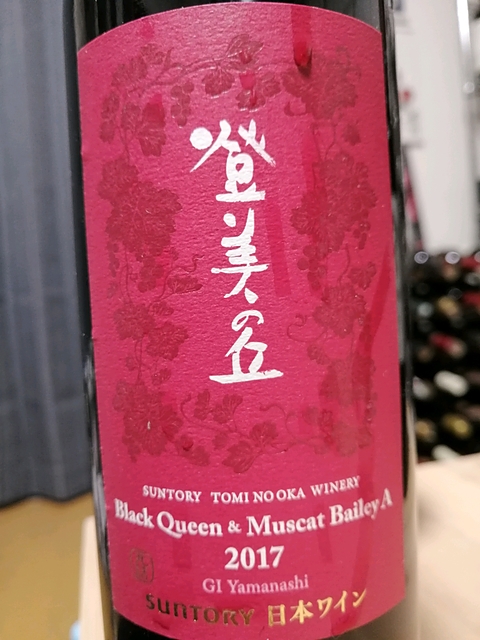 登美の丘
SUNTORY TOMI NO OKA WINERY
Black Queen & Muscat Bailey A
2017
GI Yamanashi
SUNTORY 日本ワイン